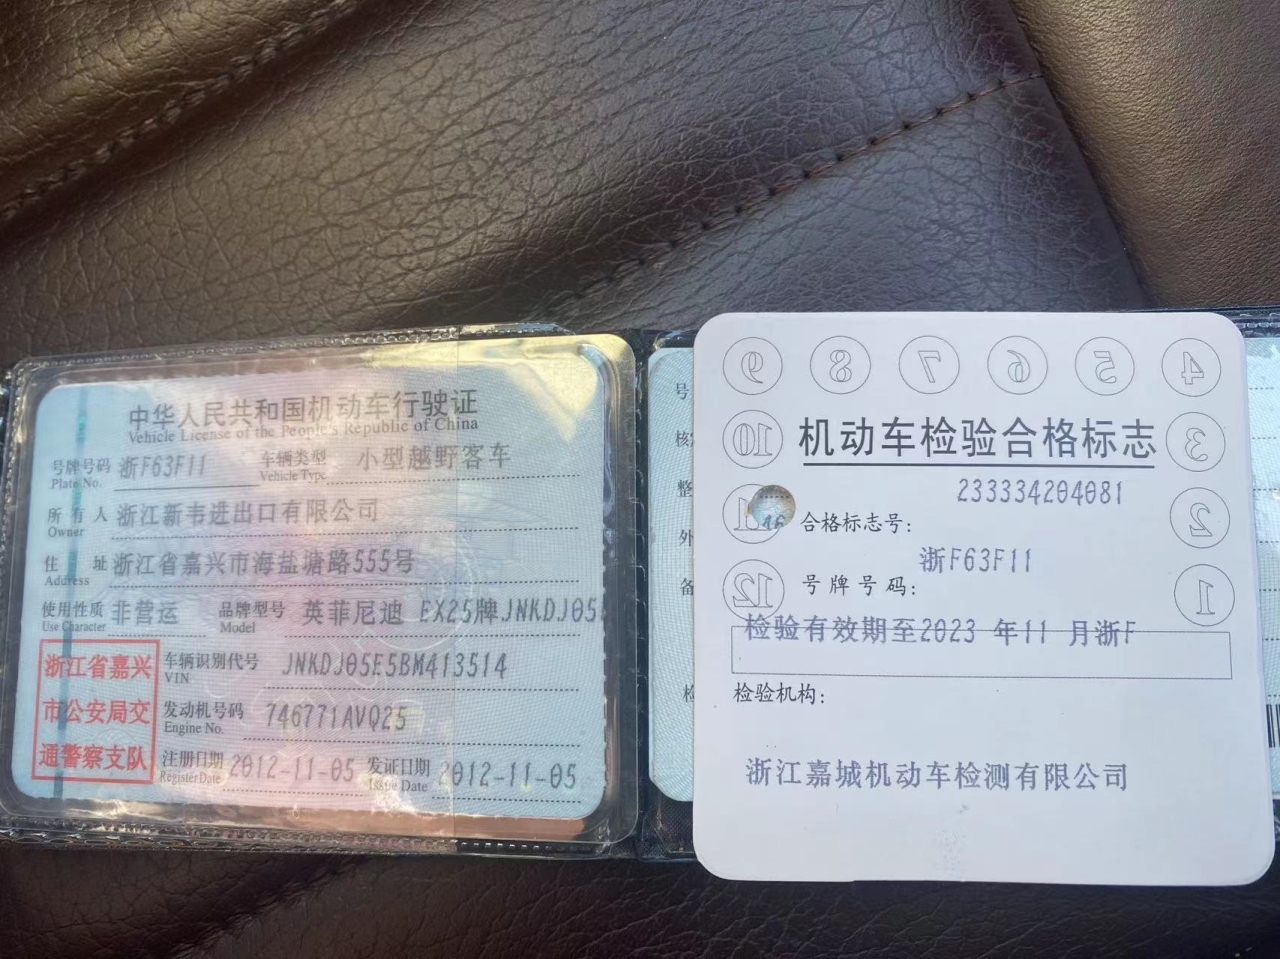 中华人民共和国机动车行驶证
Vehicle License of the People's Republic of China
号牌号码 浙F63F11 车辆类型 小型越野客车
Plate No. Vehicle Type
所有人 浙江新韦进出口有限公司
Owner
住址 浙江省嘉兴市海盐塘路555号
Address
使用性质 非营运 品牌型号 英菲尼迪 EX25牌JNKDJ05
Use Character Model
浙江省嘉兴
市公安局交
通警察支队
车辆识别代号 JNKDJ05E5BM413514
VIN
发动机号码 746771AVQ25
Engine No.
注册日期 2012-11-05 发证日期 2012-11-05
Register Date Issue Date
号
核
整
外
备
检
9 8 7 6 5 4
10 3
11 2
12 1
机动车检验合格标志
233334204081
合格标志号:
浙F63F11
号牌号码:
检验有效期至2023 年11 月浙F
检验机构:
浙江嘉城机动车检测有限公司